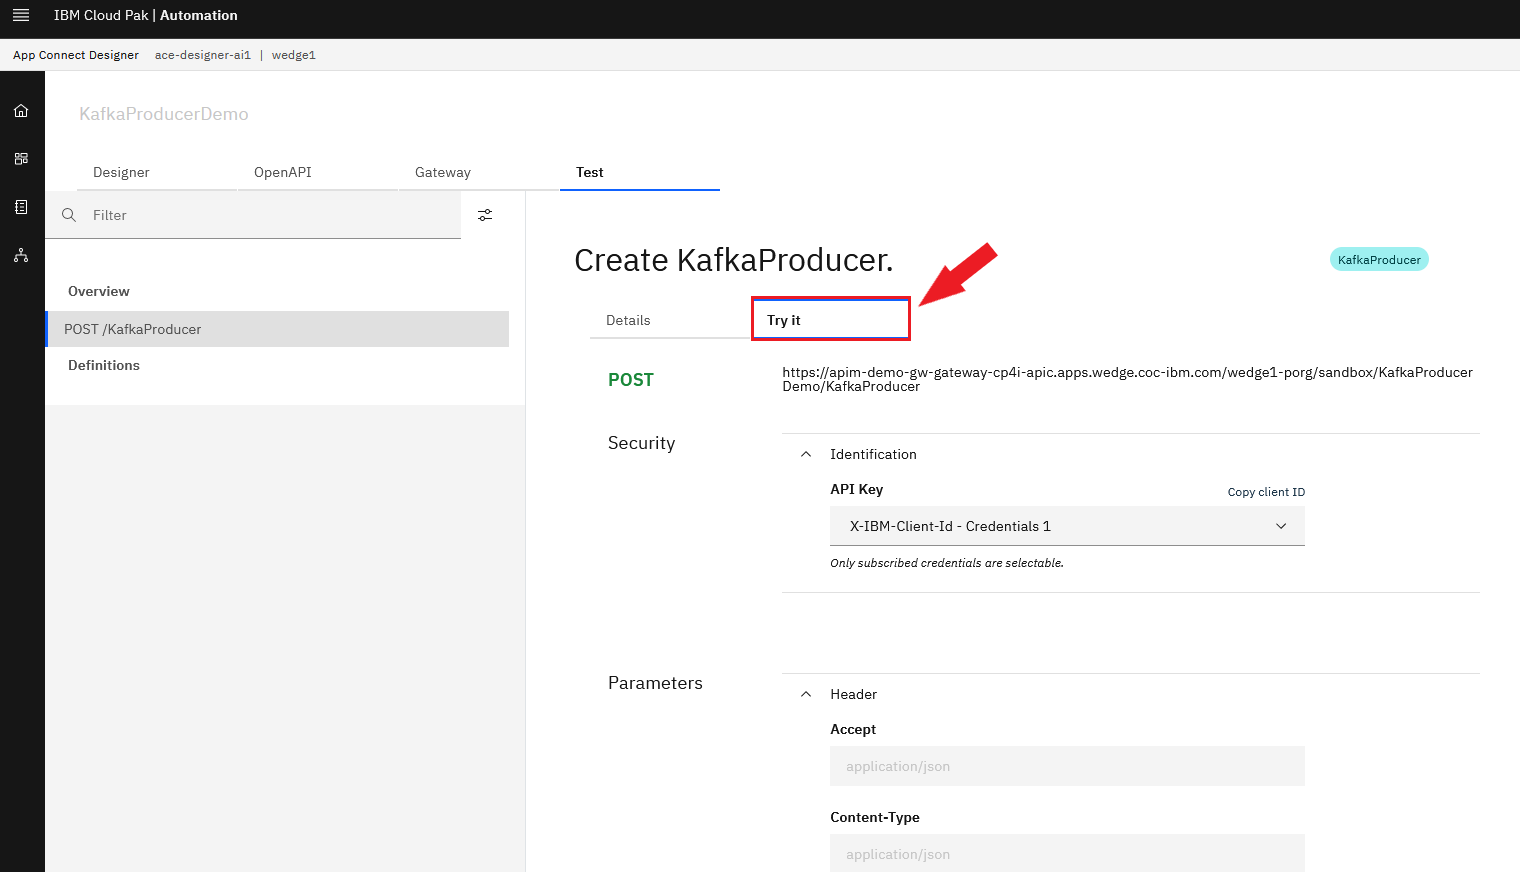 IBM Cloud Pak | Automation
App Connect Designer ace-designer-ai1 | wedge1
KafkaProducerDemo
Designer OpenAPI Gateway Test
Filter
Overview
POST /KafkaProducer
Definitions
Create KafkaProducer.
KafkaProducer
Details Try it
POST
https://apim-demo-gw-gateway-cp4i-apic.apps.wedge.coc-ibm.com/wedge1-porg/sandbox/KafkaProducer
Demo/KafkaProducer
Security
Identification
API Key Copy client ID
X-IBM-Client-Id - Credentials 1
Only subscribed credentials are selectable.
Parameters
Header
Accept
application/json
Content-Type
application/json